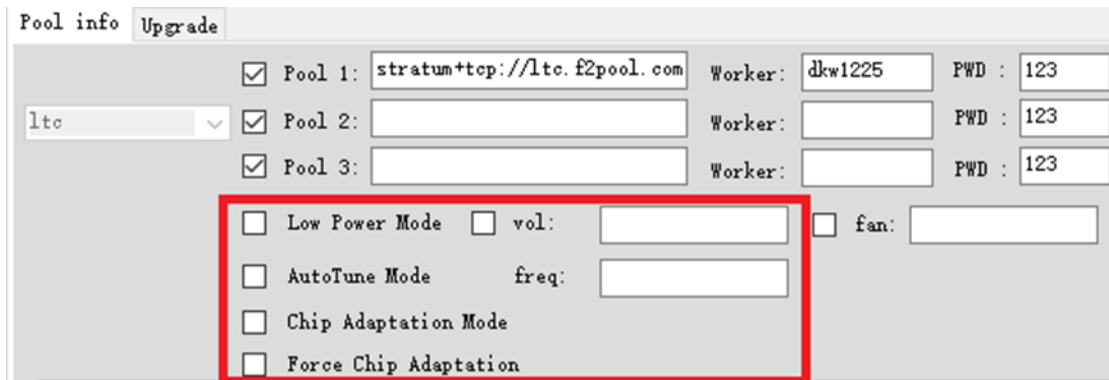 Pool info Upgrade
Pool 1: stratum+tcp://ltc.f2pool.com Worker: dkw1225 PWD : 123
ltc Pool 2: Worker: PWD : 123
Pool 3: Worker: PWD : 123
Low Power Mode vol: fan:
AutoTune Mode freq:
Chip Adaptation Mode
Force Chip Adaptation